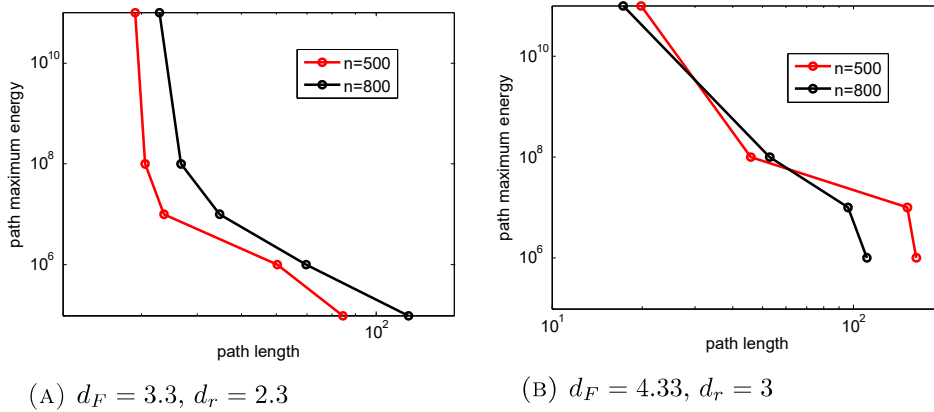 path maximum energy
10^10
10^8
10^6
n=500
n=800
10^2
path length
(A) d_F = 3.3, d_r = 2.3
path maximum energy
10^10
10^8
10^6
n=500
n=800
10^1
10^2
path length
(B) d_F = 4.33, d_r = 3